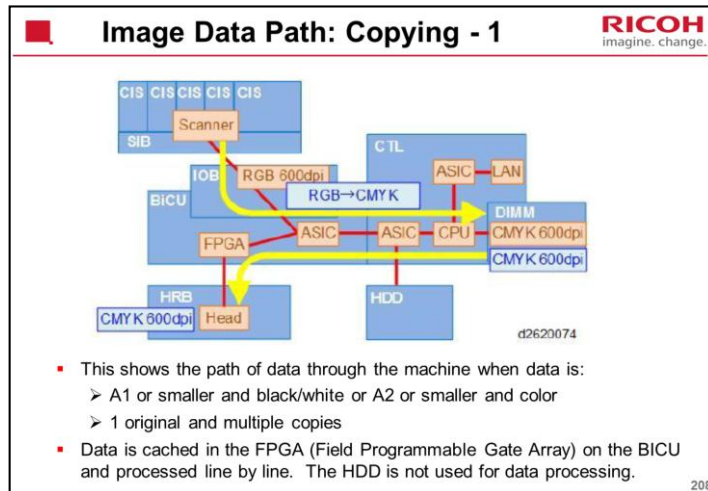 Image Data Path: Copying - 1
RICOH
imagine. change.
CIS CIS CIS CIS CIS
Scanner
SIB
CTL
IOB
RGB 600dpi
ASIC
LAN
RGB→CMYK
BiCU
DIMM
FPGA
ASIC
ASIC
CPU
CMYK 600dpi
CMYK 600dpi
HRB
HDD
CMYK 600dpi
Head
d2620074
▪ This shows the path of data through the machine when data is:
➢ A1 or smaller and black/white or A2 or smaller and color
➢ 1 original and multiple copies
▪ Data is cached in the FPGA (Field Programmable Gate Array) on the BICU
and processed line by line. The HDD is not used for data processing.
208